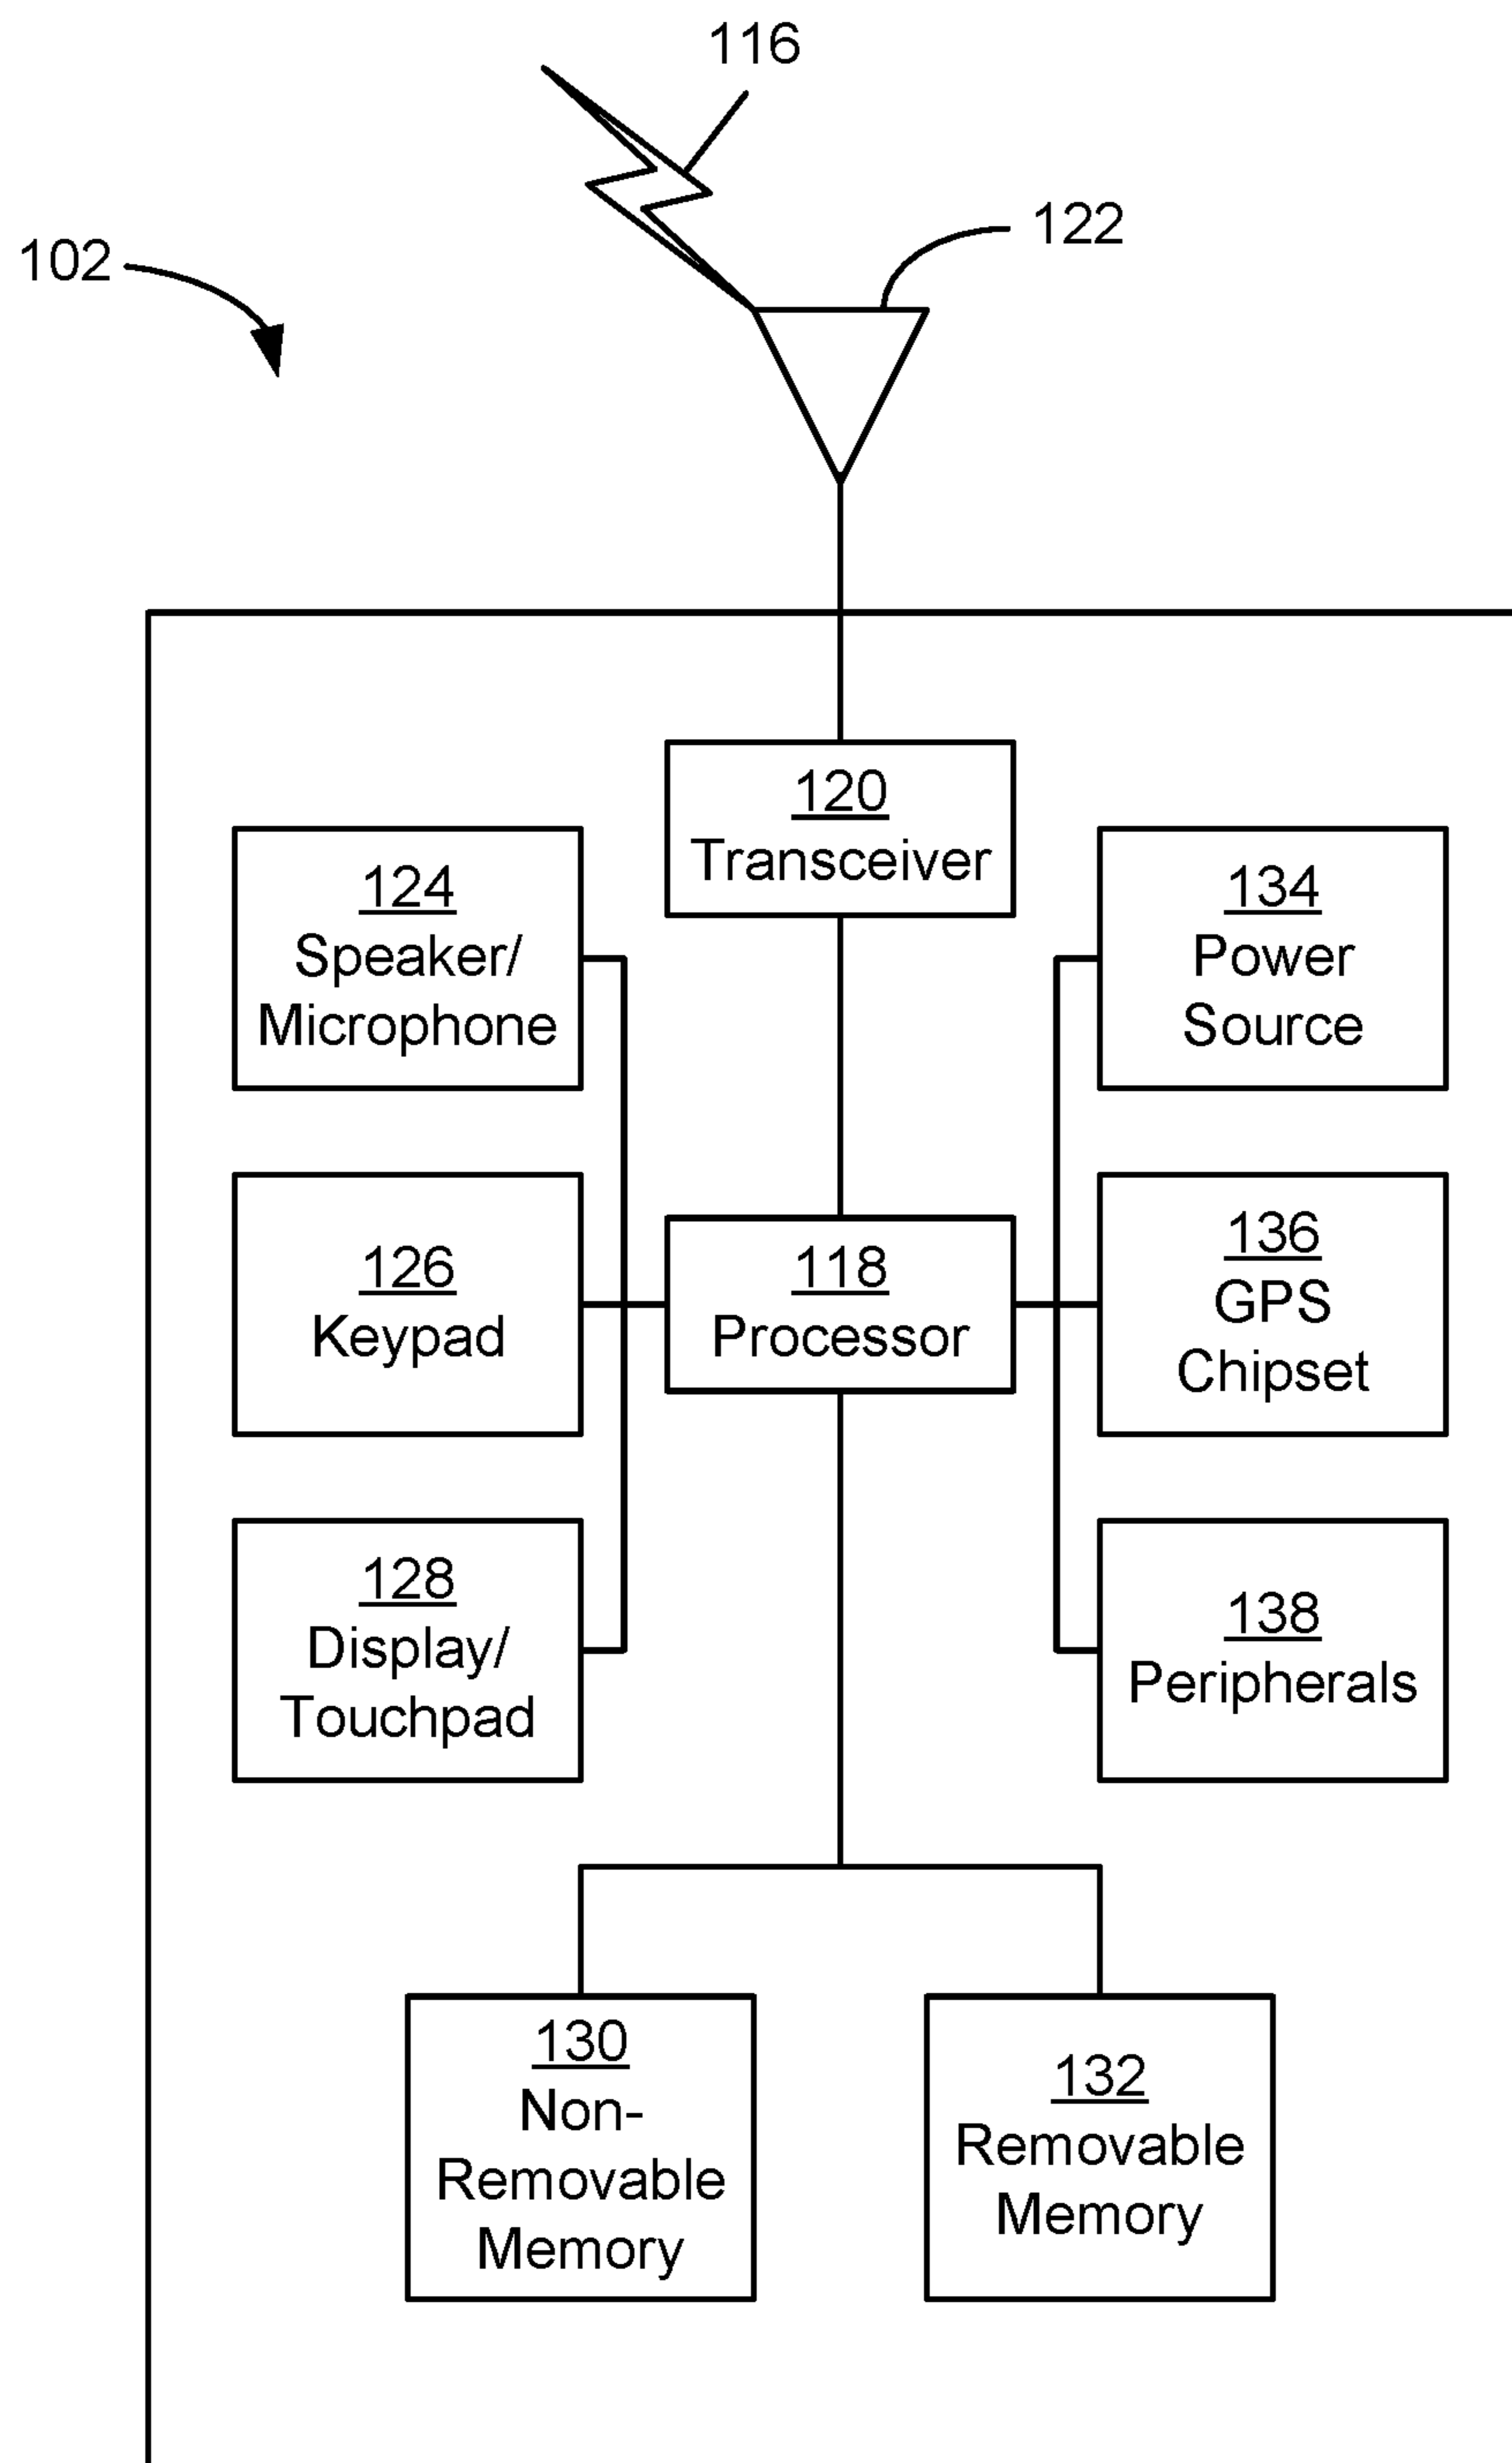 116
122
102
120
Transceiver
124
Speaker/
Microphone
134
Power
Source
126
Keypad
118
Processor
136
GPS
Chipset
128
Display/
Touchpad
138
Peripherals
130
Non-
Removable
Memory
132
Removable
Memory